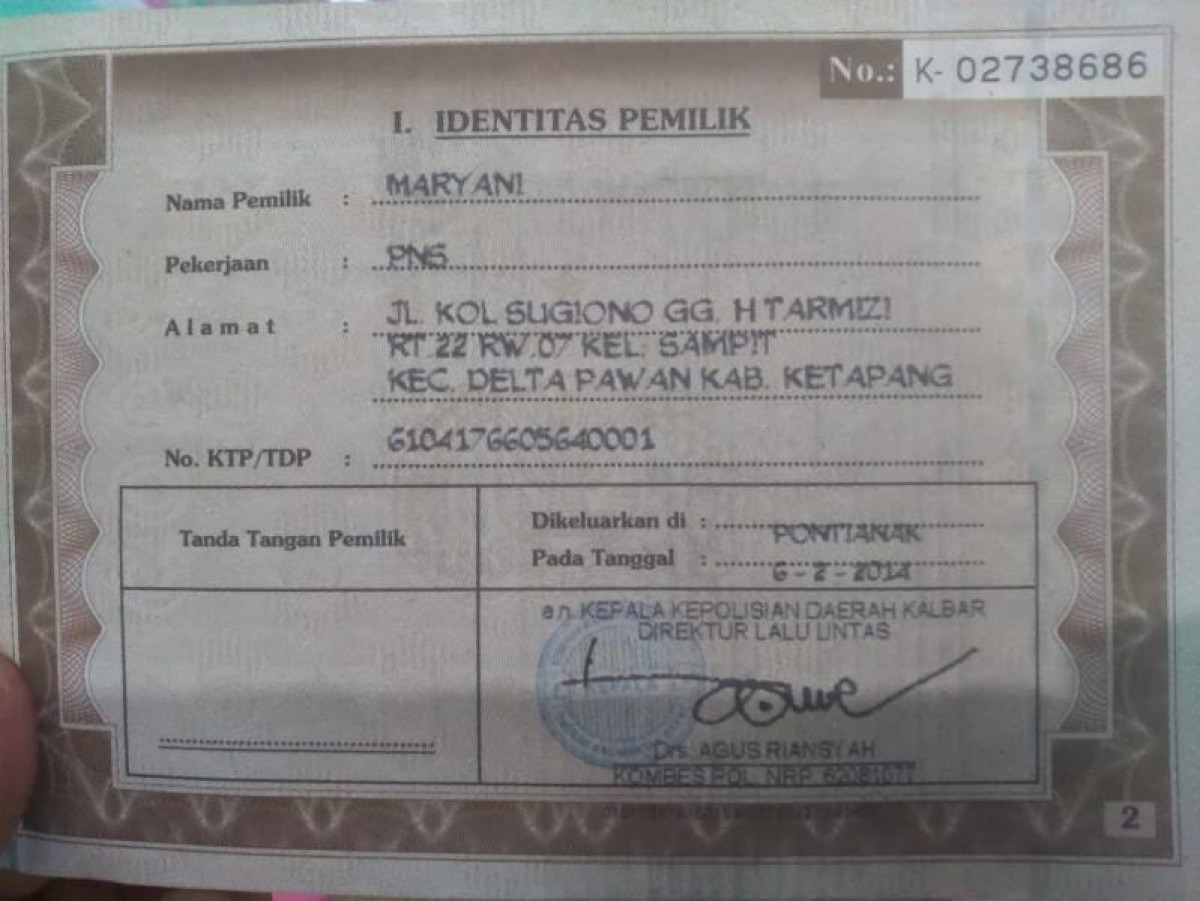 No.: K- 02738686
I. IDENTITAS PEMILIK
Nama Pemilik : MARYANI
Pekerjaan : PNS
Alamat : JL. KOL SUGIONO GG. H TARMIZI
RT.22 RW.07 KEL. SAMPIT
KEC. DELTA PAWAN KAB. KETAPANG
No. KTP/TDP : 6104176605640001
Tanda Tangan Pemilik
Dikeluarkan di : PONTIANAK
Pada Tanggal : 6-2-2014
a.n. KEPALA KEPOLISIAN DAERAH KALBAR
DIREKTUR LALU LINTAS
KEPALA
Drs. AGUS RIANSYAH
KOMBES POL NRP. 62081077
2